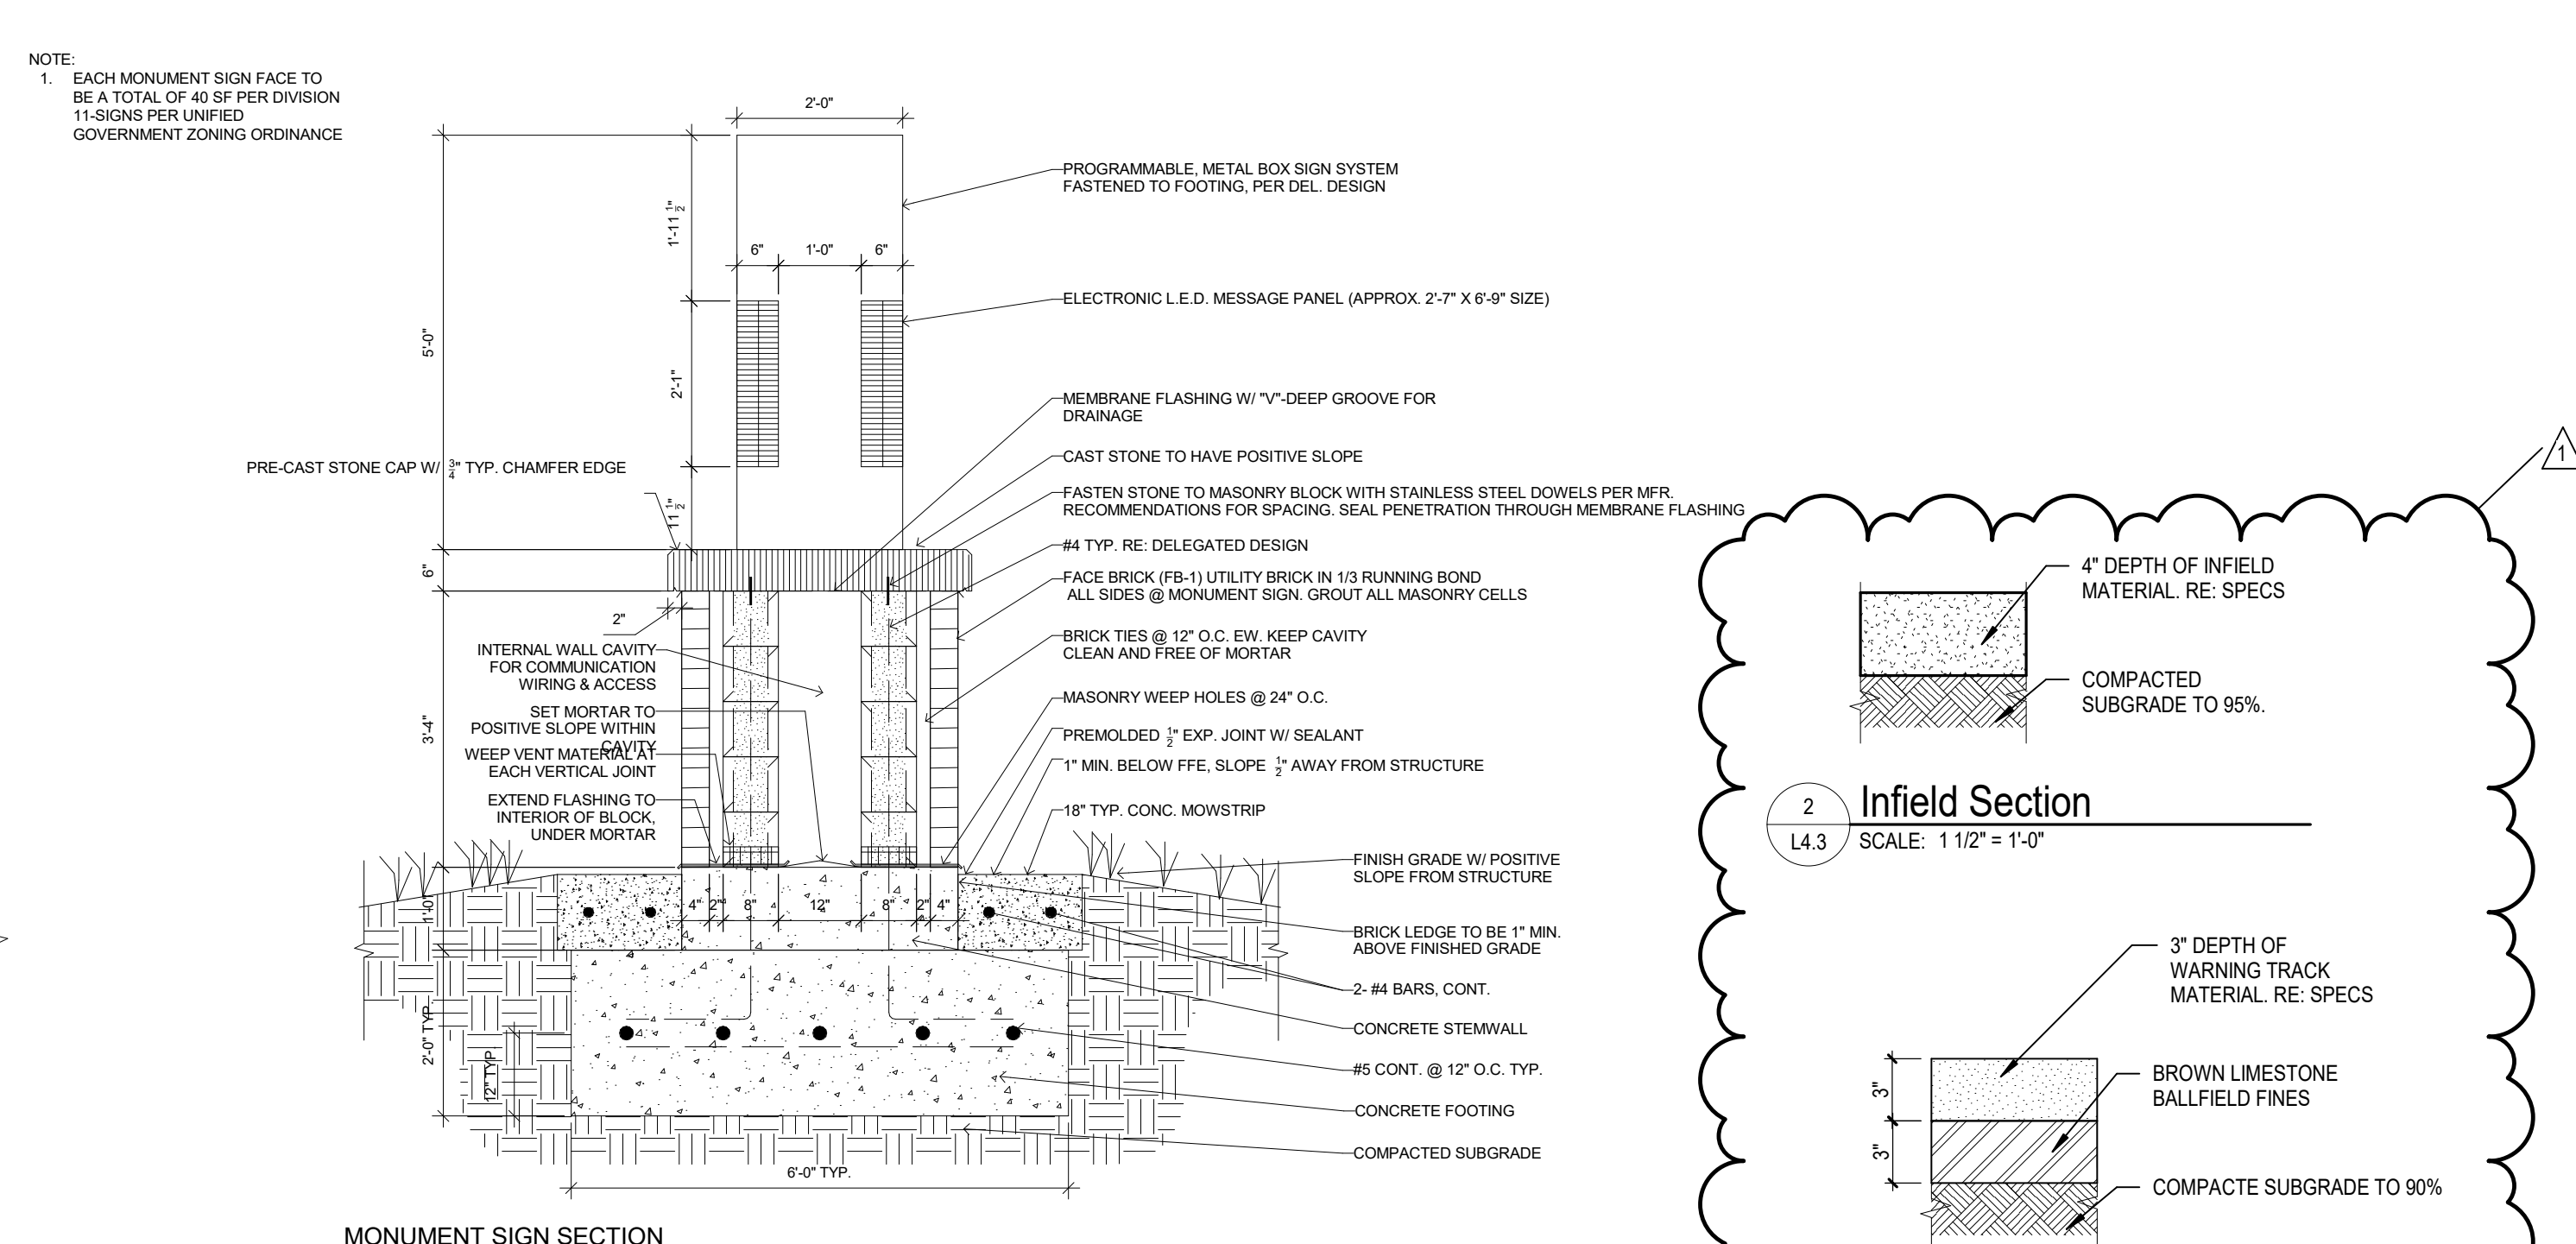 NOTE:
1. EACH MONUMENT SIGN FACE TO
BE A TOTAL OF 40 SF PER DIVISION
11-SIGNS PER UNIFIED
GOVERNMENT ZONING ORDINANCE
2'-0"
1'-11 1/2"
6"
1'-0"
6"
5'-0"
2'-1"
11 1/2"
PRE-CAST STONE CAP W/ 3/4" TYP. CHAMFER EDGE
6"
2"
3'-4"
INTERNAL WALL CAVITY
FOR COMMUNICATION
WIRING & ACCESS
SET MORTAR TO
POSITIVE SLOPE WITHIN
CAVITY
WEEP VENT MATERIAL AT
EACH VERTICAL JOINT
EXTEND FLASHING TO
INTERIOR OF BLOCK,
UNDER MORTAR
1'-0"
4"
2"
8"
12"
8"
2"
4"
2'-0" TYP.
12" TYP.
6'-0" TYP.
PROGRAMMABLE, METAL BOX SIGN SYSTEM
FASTENED TO FOOTING, PER DEL. DESIGN
ELECTRONIC L.E.D. MESSAGE PANEL (APPROX. 2'-7" X 6'-9" SIZE)
MEMBRANE FLASHING W/ "V"-DEEP GROOVE FOR
DRAINAGE
CAST STONE TO HAVE POSITIVE SLOPE
FASTEN STONE TO MASONRY BLOCK WITH STAINLESS STEEL DOWELS PER MFR.
RECOMMENDATIONS FOR SPACING. SEAL PENETRATION THROUGH MEMBRANE FLASHING
#4 TYP. RE: DELEGATED DESIGN
FACE BRICK (FB-1) UTILITY BRICK IN 1/3 RUNNING BOND
ALL SIDES @ MONUMENT SIGN. GROUT ALL MASONRY CELLS
BRICK TIES @ 12" O.C. EW. KEEP CAVITY
CLEAN AND FREE OF MORTAR
MASONRY WEEP HOLES @ 24" O.C.
PREMOLDED 1/2" EXP. JOINT W/ SEALANT
1" MIN. BELOW FFE, SLOPE 1/2" AWAY FROM STRUCTURE
18" TYP. CONC. MOWSTRIP
FINISH GRADE W/ POSITIVE
SLOPE FROM STRUCTURE
BRICK LEDGE TO BE 1" MIN.
ABOVE FINISHED GRADE
2- #4 BARS, CONT.
CONCRETE STEMWALL
#5 CONT. @ 12" O.C. TYP.
CONCRETE FOOTING
COMPACTED SUBGRADE
MONUMENT SIGN SECTION
1
4" DEPTH OF INFIELD
MATERIAL. RE: SPECS
COMPACTED
SUBGRADE TO 95%.
2
L4.3
Infield Section
SCALE: 1 1/2" = 1'-0"
3" DEPTH OF
WARNING TRACK
MATERIAL. RE: SPECS
3"
BROWN LIMESTONE
BALLFIELD FINES
3"
COMPACTE SUBGRADE TO 90%